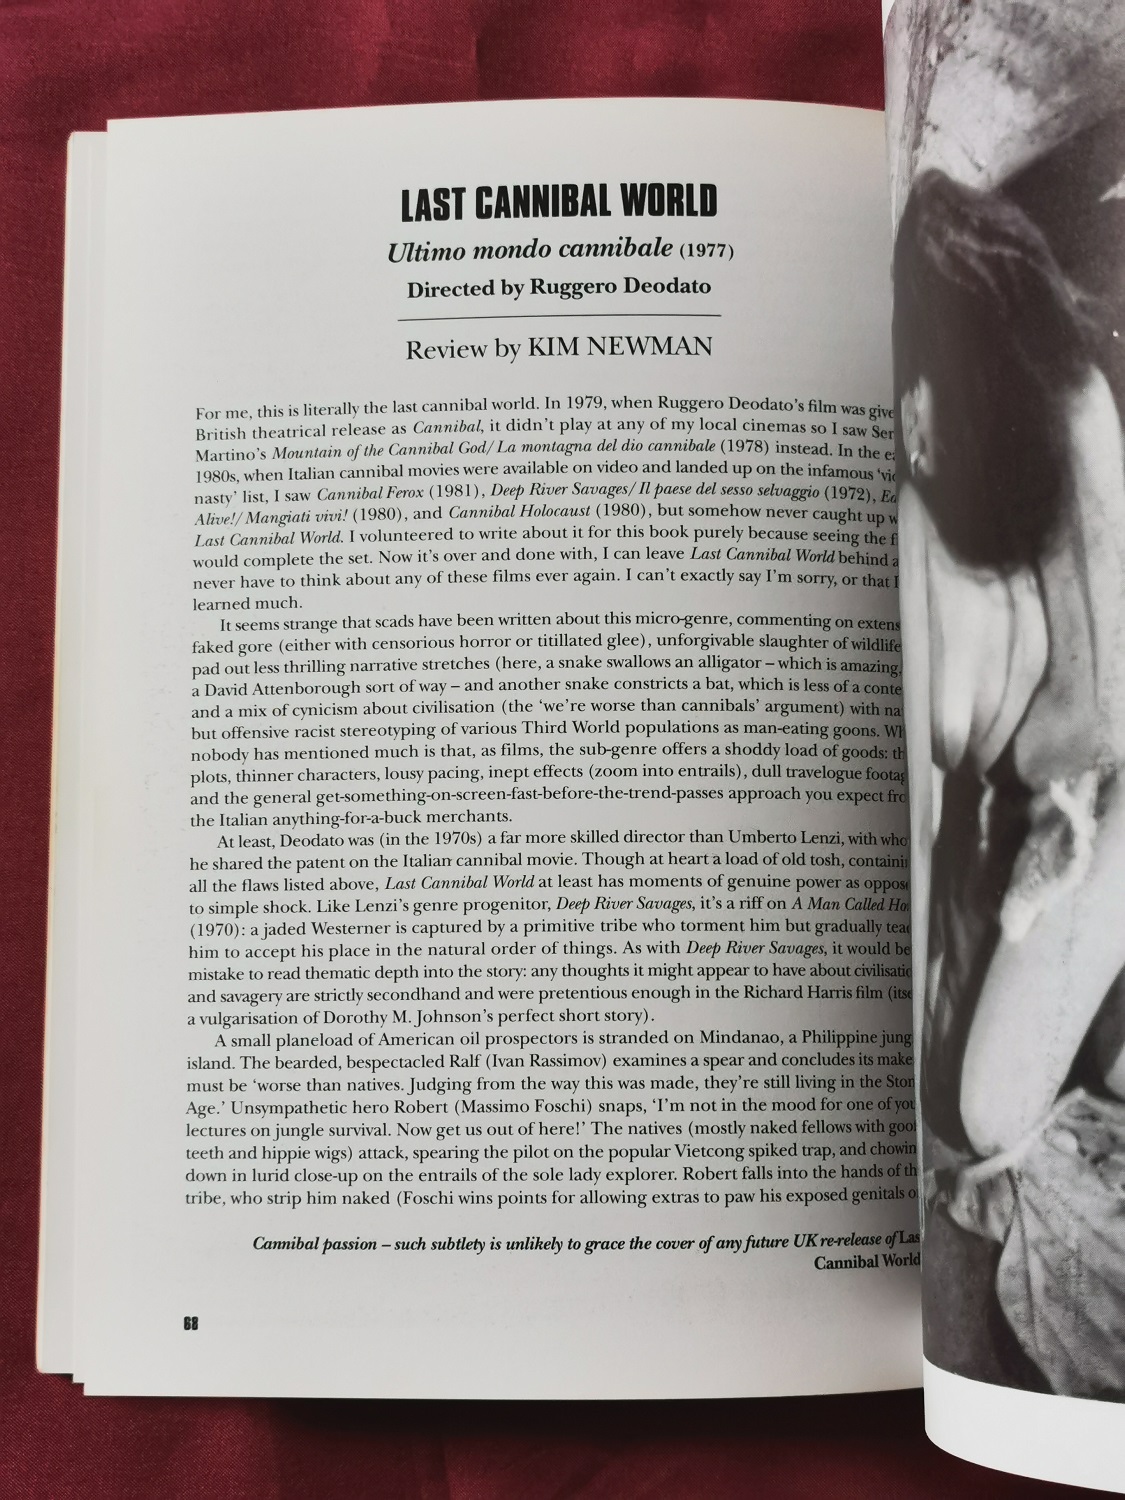 LAST CANNIBAL WORLD
Ultimo mondo cannibale (1977)
Directed by Ruggero Deodato
Review by KIM NEWMAN
For me, this is literally the last cannibal world. In 1979, when Ruggero Deodato's film was give
British theatrical release as Cannibal, it didn't play at any of my local cinemas so I saw Ser
Martino's Mountain of the Cannibal God/ La montagna del dio cannibale (1978) instead. In the
1980s, when Italian cannibal movies were available on video and landed up on the infamous
nasty' list, I saw Cannibal Ferox (1981), Deep River Savages/ Il paese del sesso selvaggio (1972),
Alive!/ Mangiati vivi! (1980), and Cannibal Holocaust (1980), but somehow never caught up
Last Cannibal World. I volunteered to write about it for this book purely because seeing the
would complete the set. Now it's over and done with, I can leave Last Cannibal World behind
never have to think about any of these films ever again. I can't exactly say I'm sorry, or that I
learned much.
It seems strange that scads have been written about this micro-genre, commenting on extens
faked gore (either with censorious horror or titillated glee), unforgivable slaughter of wildlife
pad out less thrilling narrative stretches (here, a snake swallows an alligator – which is amazing,
a David Attenborough sort of way – and another snake constricts a bat, which is less of a conte
and a mix of cynicism about civilisation (the 'we're worse than cannibals' argument) with na
but offensive racist stereotyping of various Third World populations as man-eating goons.
nobody has mentioned much is that, as films, the sub-genre offers a shoddy load of goods:
plots, thinner characters, lousy pacing, inept effects (zoom into entrails), dull travelogue footag
and the general get-something-on-screen-fast-before-the-trend-passes approach you expect
the Italian anything-for-a-buck merchants.
At least, Deodato was (in the 1970s) a far more skilled director than Umberto Lenzi, with who
he shared the patent on the Italian cannibal movie. Though at heart a load of old tosh, containi
all the flaws listed above, Last Cannibal World at least has moments of genuine power as oppose
to simple shock. Like Lenzi's genre progenitor, Deep River Savages, it's a riff on A Man Called Ho
(1970): a jaded Westerner is captured by a primitive tribe who torment him but gradually teac
him to accept his place in the natural order of things. As with Deep River Savages, it would be
mistake to read thematic depth into the story: any thoughts it might appear to have about civilisatio
and savagery are strictly secondhand and were pretentious enough in the Richard Harris film (itse
a vulgarisation of Dorothy M. Johnson's perfect short story).
A small planeload of American oil prospectors is stranded on Mindanao, a Philippine jung
island. The bearded, bespectacled Ralf (Ivan Rassimov) examines a spear and concludes its make
must be 'worse than natives. Judging from the way this was made, they're still living in the Ston
Age.' Unsympathetic hero Robert (Massimo Foschi) snaps, 'I'm not in the mood for one of you
lectures on jungle survival. Now get us out of here!' The natives (mostly naked fellows with goo
teeth and hippie wigs) attack, spearing the pilot on the popular Vietcong spiked trap, and chowin
down in lurid close-up on the entrails of the sole lady explorer. Robert falls into the hands of th
tribe, who strip him naked (Foschi wins points for allowing extras to paw his exposed genitals o
Cannibal passion – such subtlety is unlikely to grace the cover of any future UK re-release of Las
Cannibal World
68